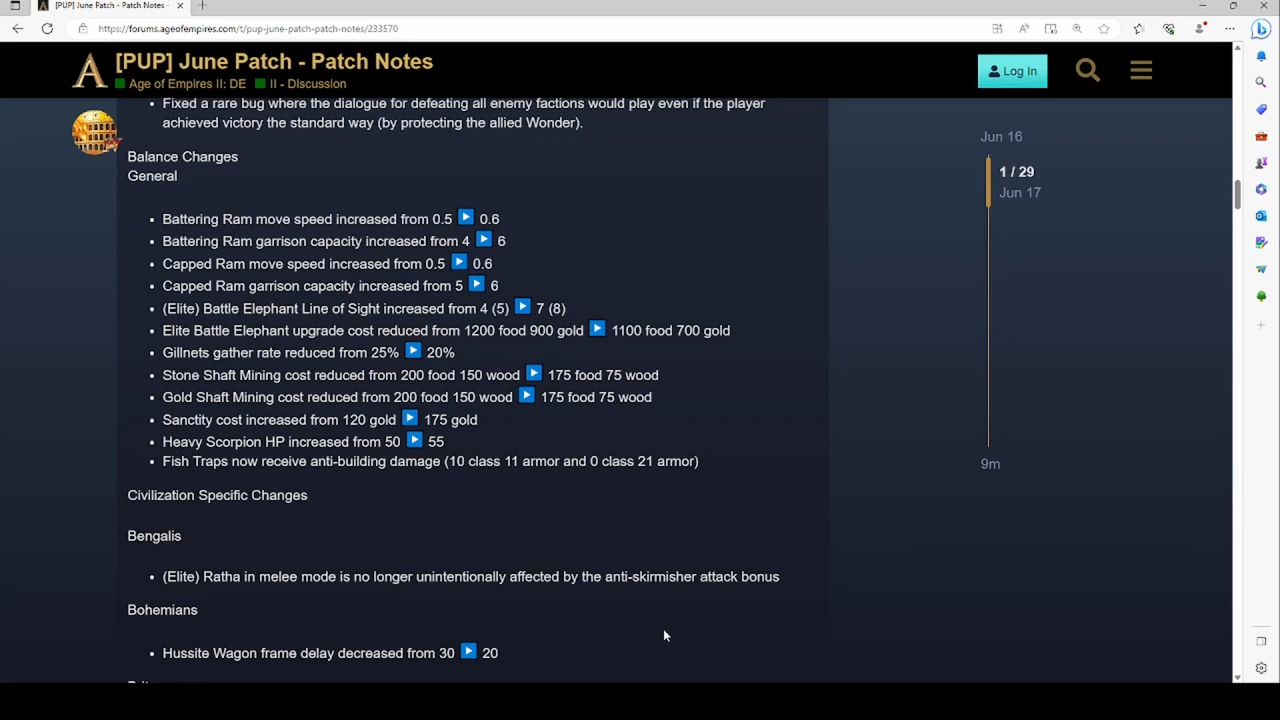 [PUP] June Patch - Patch Notes -
https://forums.ageofempires.com/t/pup-june-patch-patch-notes/233570
[PUP] June Patch - Patch Notes
Age of Empires II: DE II - Discussion
Log In
Fixed a rare bug where the dialogue for defeating all enemy factions would play even if the player
achieved victory the standard way (by protecting the allied Wonder).
Jun 16
Balance Changes
1 / 29
General
Jun 17
• Battering Ram move speed increased from 0.5 ▶ 0.6
• Battering Ram garrison capacity increased from 4 ▶ 6
• Capped Ram move speed increased from 0.5 ▶ 0.6
• Capped Ram garrison capacity increased from 5 ▶ 6
• (Elite) Battle Elephant Line of Sight increased from 4 (5) ▶ 7 (8)
• Elite Battle Elephant upgrade cost reduced from 1200 food 900 gold ▶ 1100 food 700 gold
• Gillnets gather rate reduced from 25% ▶ 20%
• Stone Shaft Mining cost reduced from 200 food 150 wood ▶ 175 food 75 wood
• Gold Shaft Mining cost reduced from 200 food 150 wood ▶ 175 food 75 wood
• Sanctity cost increased from 120 gold ▶ 175 gold
• Heavy Scorpion HP increased from 50 ▶ 55
• Fish Traps now receive anti-building damage (10 class 11 armor and 0 class 21 armor)
9m
Civilization Specific Changes
Bengalis
• (Elite) Ratha in melee mode is no longer unintentionally affected by the anti-skirmisher attack bonus
Bohemians
• Hussite Wagon frame delay decreased from 30 ▶ 20